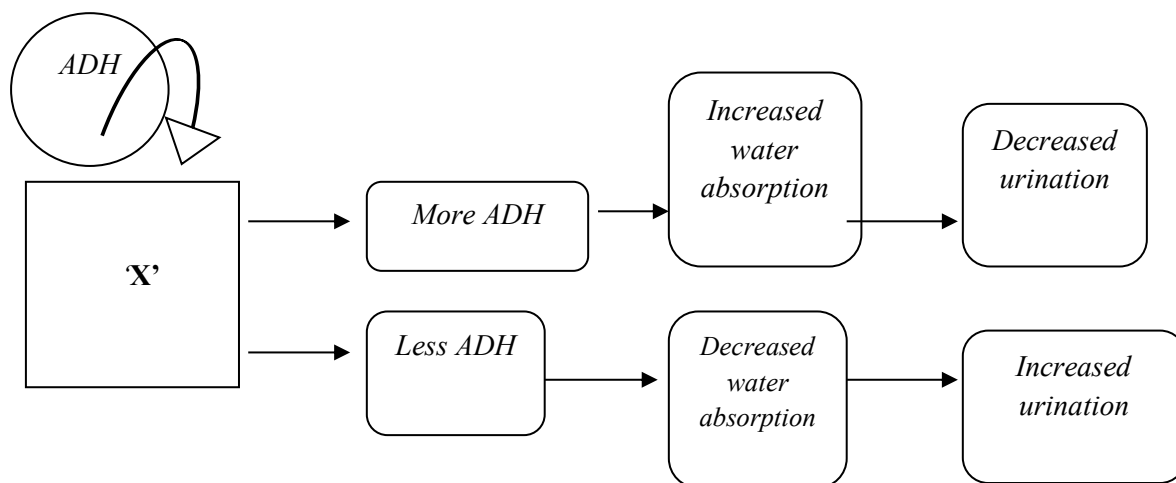 ADH
'X'
More ADH
Increased
water
absorption
Decreased
urination
Less ADH
Decreased
water
absorption
Increased
urination